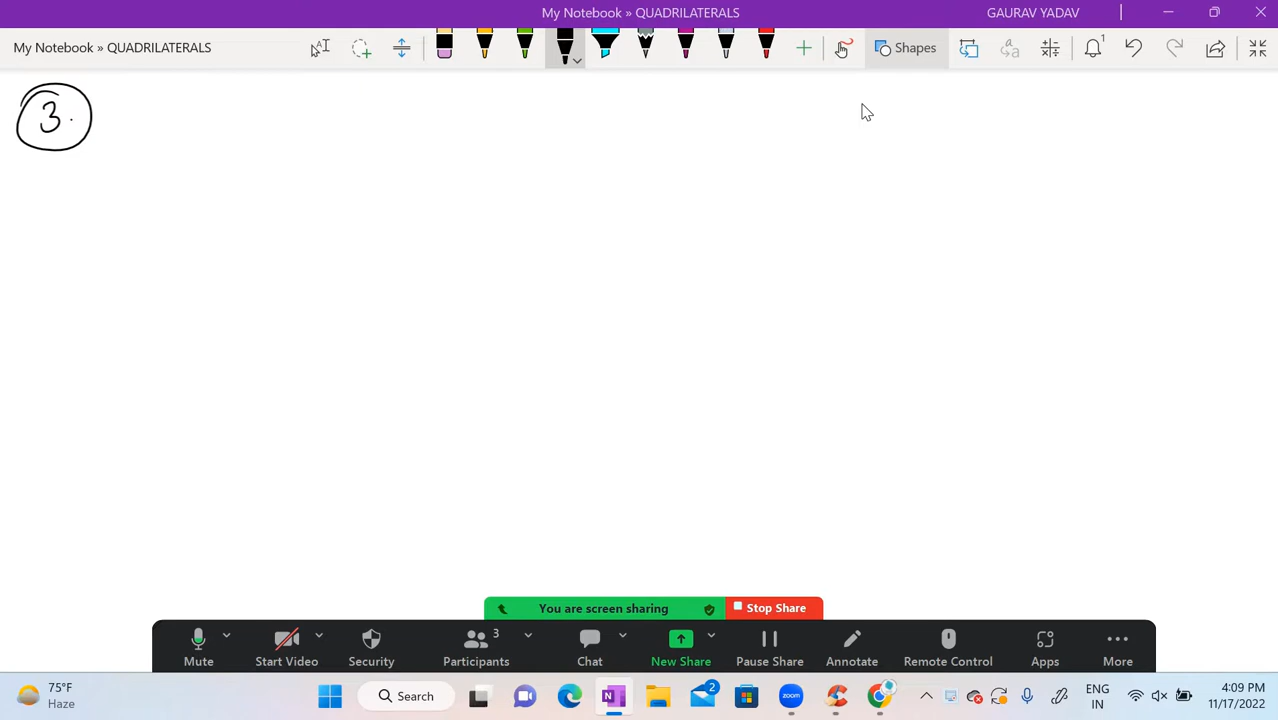 My Notebook » QUADRILATERALS
GAURAV YADAV
My Notebook » QUADRILATERALS
Shapes
3.
You are screen sharing
Stop Share
3
Mute
Start Video
Security
Participants
Chat
New Share
Pause Share
Annotate
Remote Control
Apps
More
75°F
Haze
Search
2
ENG
IN
4:09 PM
11/17/2022